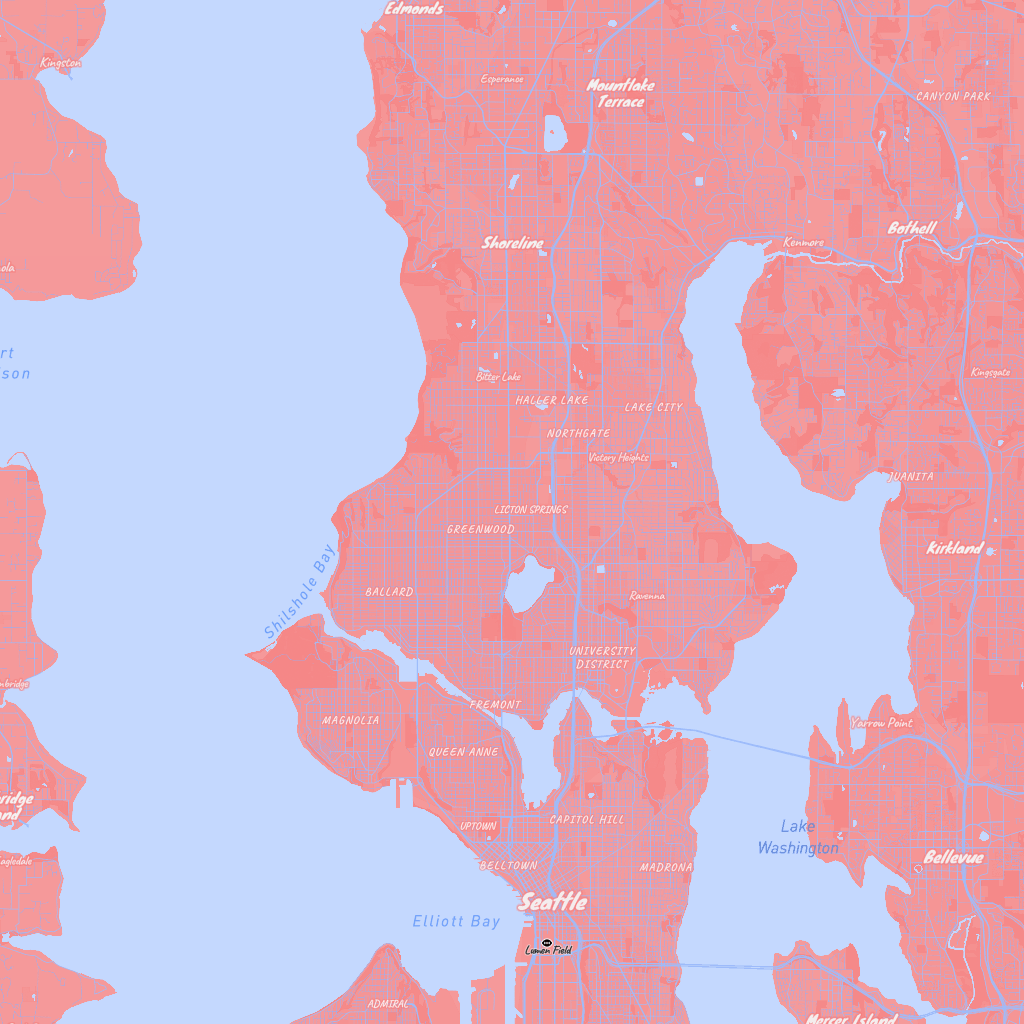 Edmonds
Kingston
Esperance
Mountlake
Terrace
CANYON PARK
Bothell
Kenmore
Shoreline
ola
rt
son
Bitter Lake
Kingsgate
HALLER LAKE
LAKE CITY
NORTHGATE
Victory Heights
JUANITA
LICTON SPRINGS
GREENWOOD
Kirkland
Shilshole Bay
BALLARD
Ravenna
UNIVERSITY
DISTRICT
mbridge
FREMONT
MAGNOLIA
Yarrow Point
QUEEN ANNE
ridge
nd
UPTOWN
CAPITOL HILL
Lake
Washington
Eagledale
BELLTOWN
MADRONA
Bellevue
Seattle
Elliott Bay
Lumen Field
ADMIRAL
Mercer Island